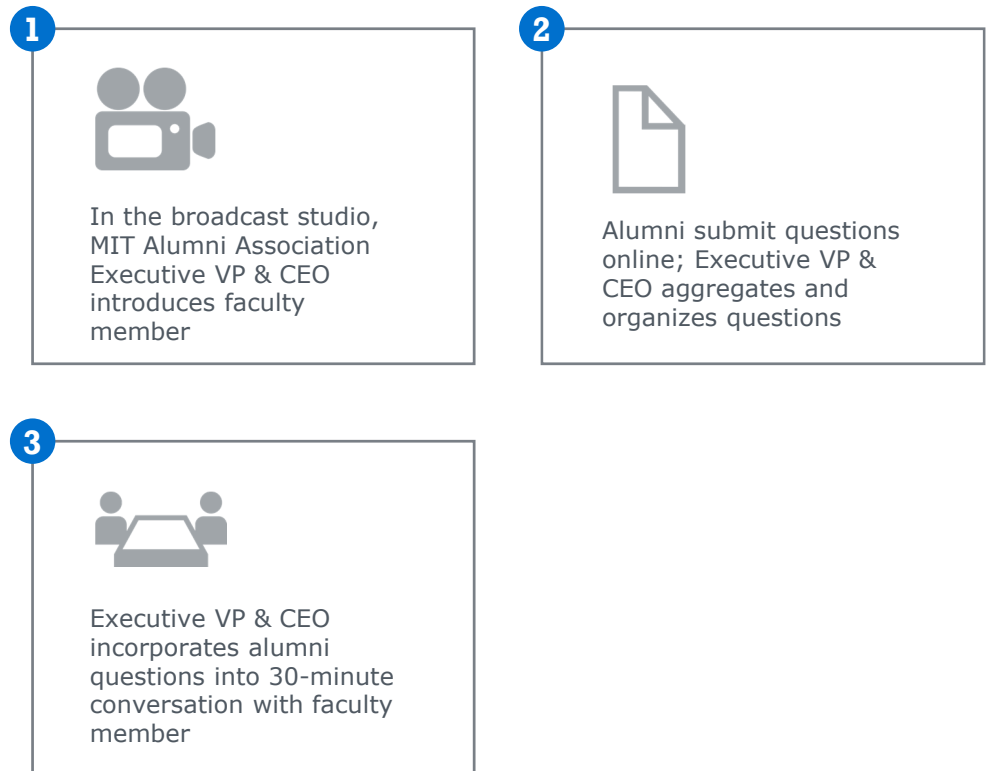 1
In the broadcast studio,
MIT Alumni Association
Executive VP & CEO
introduces faculty
member
2
Alumni submit questions
online; Executive VP &
CEO aggregates and
organizes questions
3
Executive VP & CEO
incorporates alumni
questions into 30-minute
conversation with faculty
member